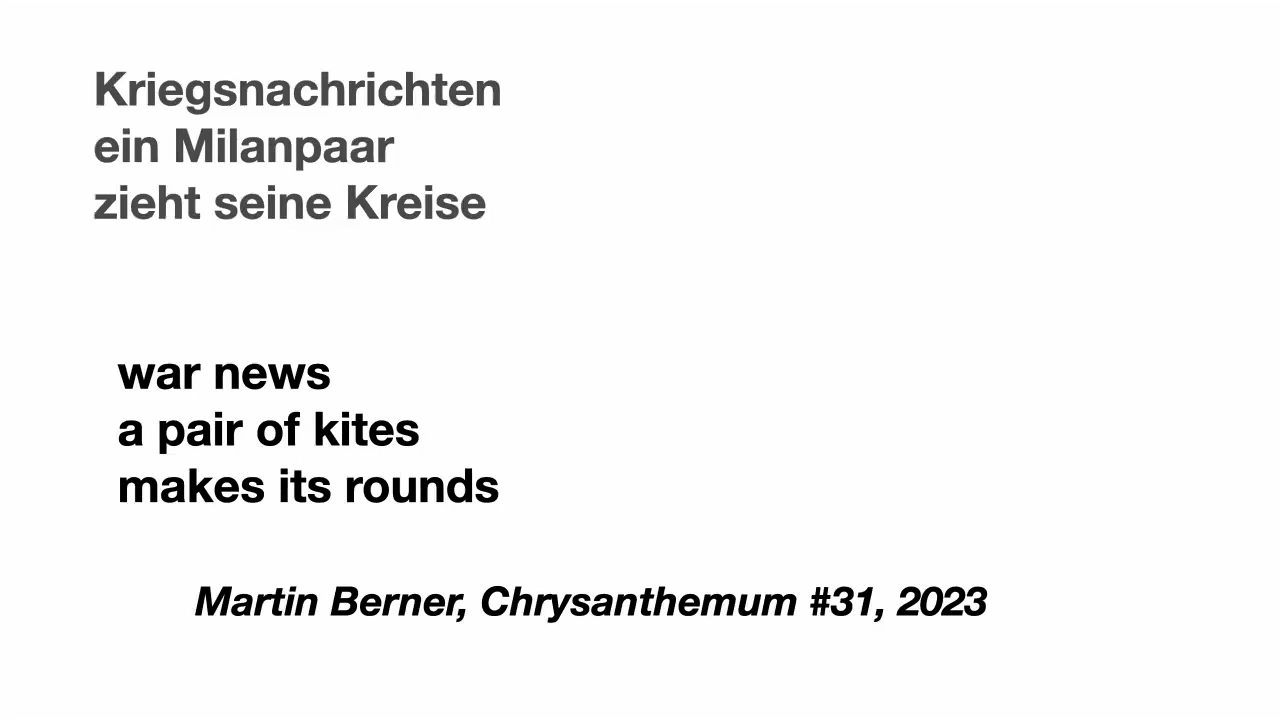 Kriegsnachrichten
ein Milanpaar
zieht seine Kreise
war news
a pair of kites
makes its rounds
Martin Berner, Chrysanthemum #31, 2023